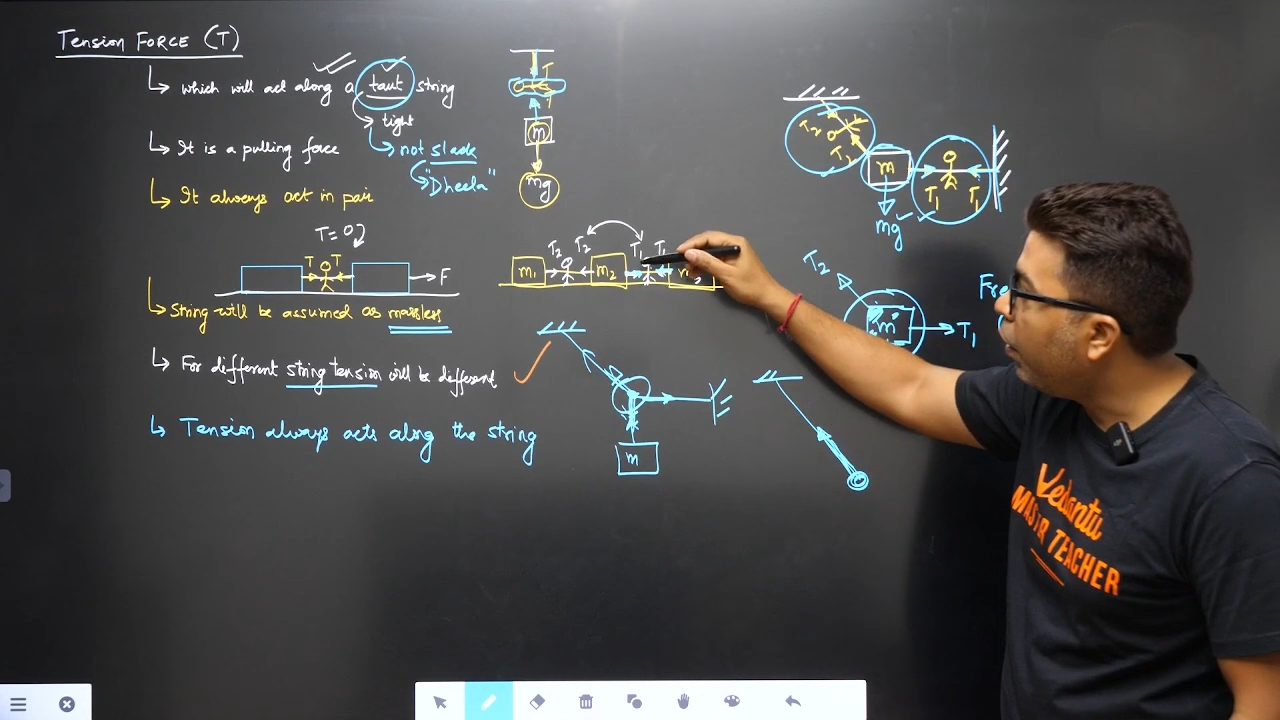 Tension FORCE (T)
↳ which will act along a taut string
↳ tight
↳ not slack
↳ "Dheela"
↳ It is a pulling force
↳ It always act in pair
T = 0
T T
F
↳ String will be assumed as massless
↳ For different string tension will be different
↳ Tension always acts along the string
T
T
m
mg
m1 T2 T2 m2 T1 T1
m
T2
T2
m
T1 T1
mg
T2
m
T1
Fre
Vedantu
MASTER TEACHER